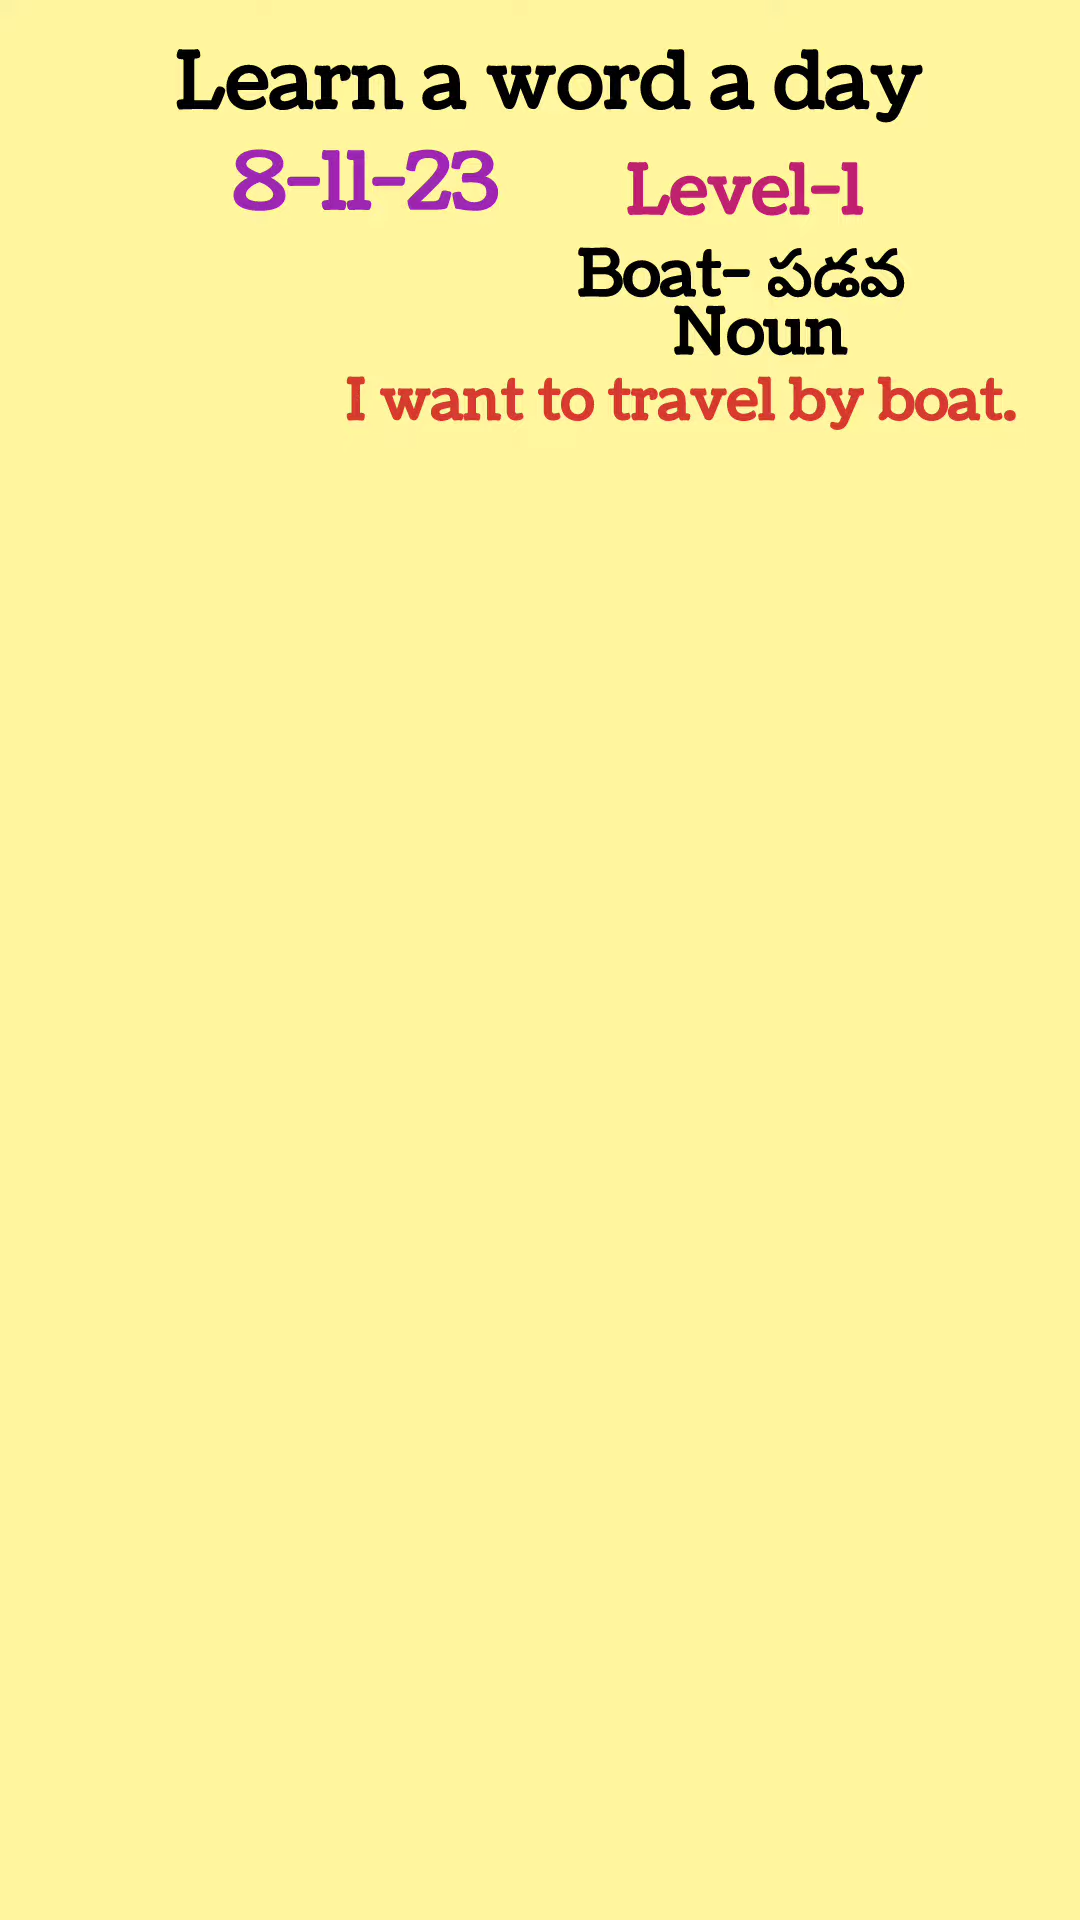 Learn a word a day
8-11-23 Level-1
Boat- పడవ
Noun
I want to travel by boat.